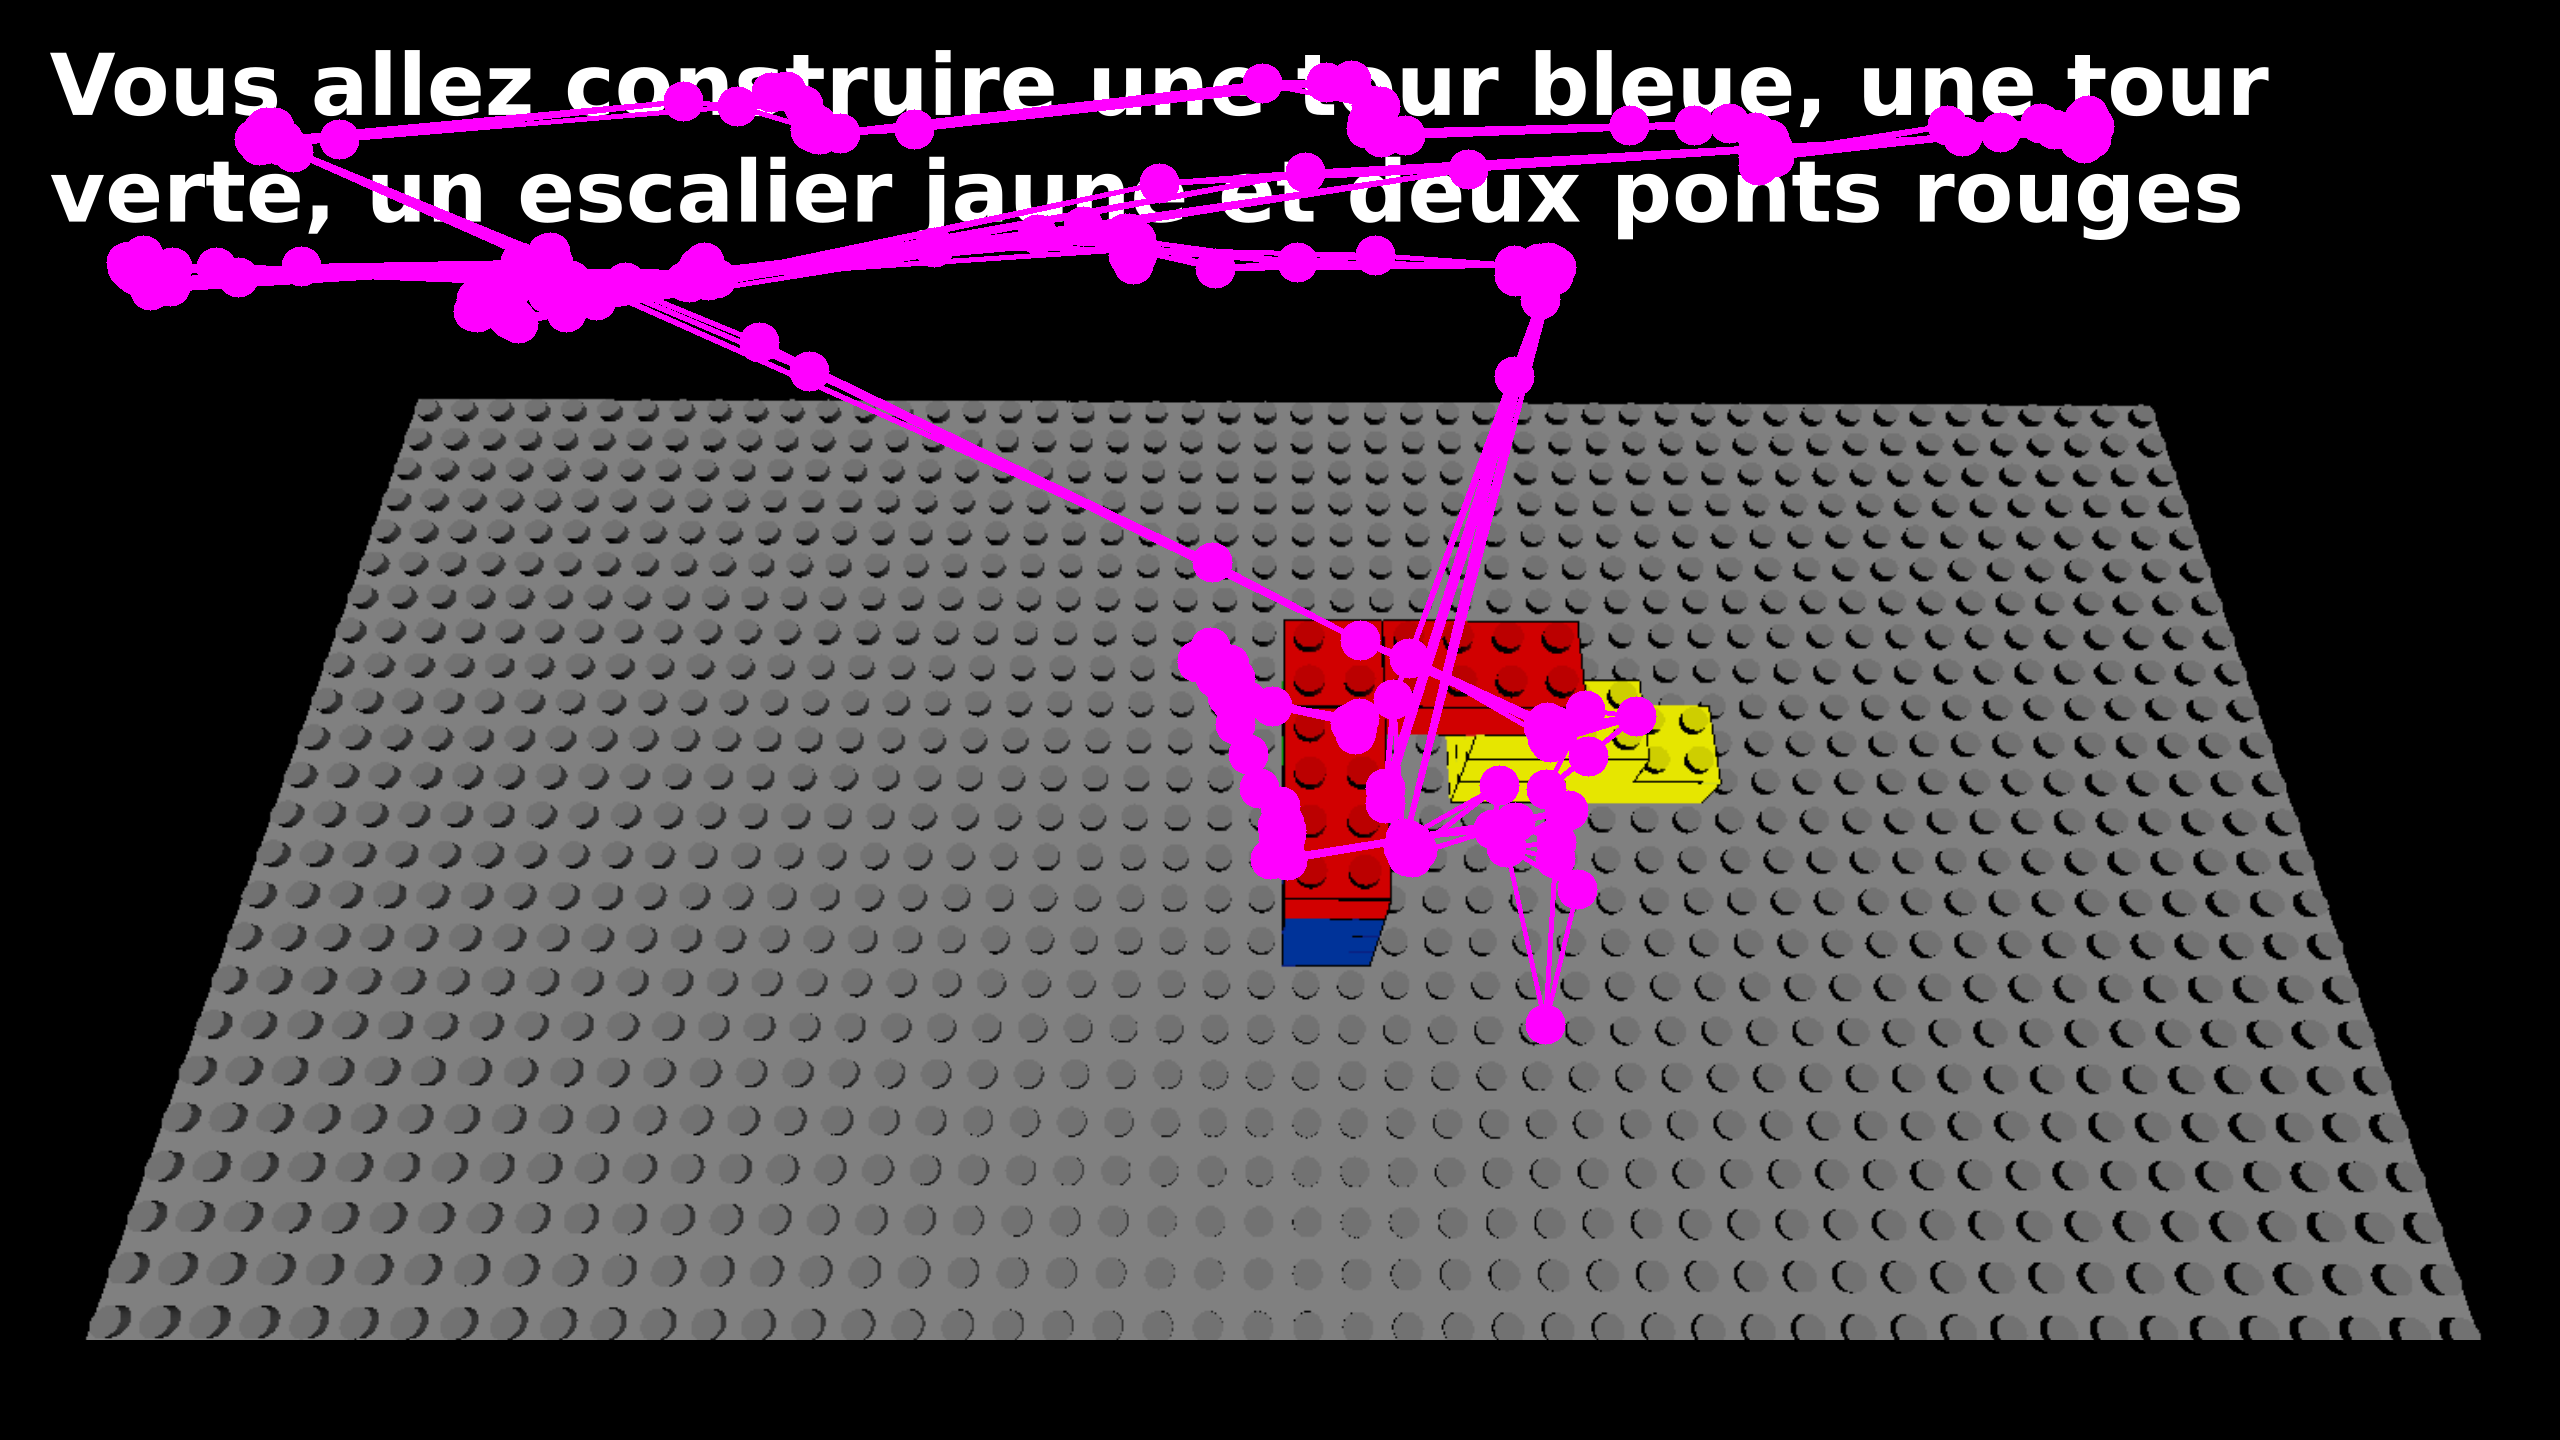 Vous allez construire une tour bleue, une tour
verte, un escalier jaune et deux ponts rouges